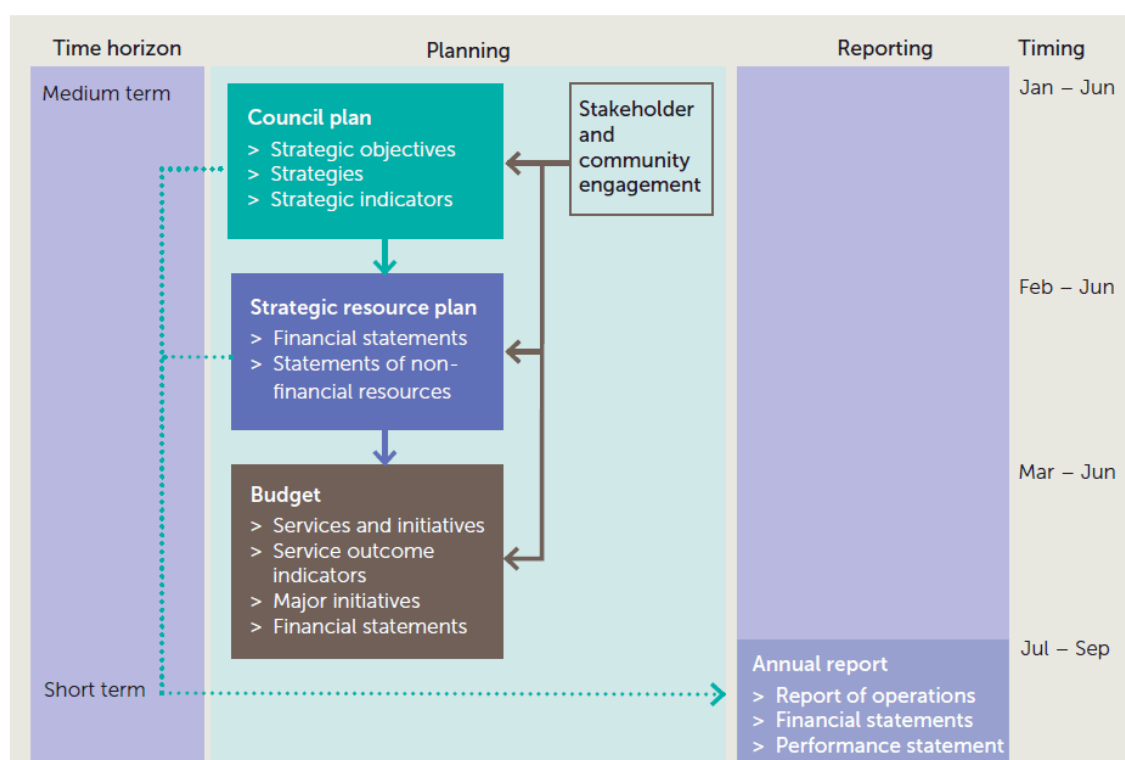 Time horizon
Planning
Reporting
Timing
Medium term
Council plan
> Strategic objectives
> Strategies
> Strategic indicators
Stakeholder
and
community
engagement
Jan – Jun
Strategic resource plan
> Financial statements
> Statements of non-
financial resources
Feb – Jun
Budget
> Services and initiatives
> Service outcome
indicators
> Major initiatives
> Financial statements
Mar – Jun
Short term
Annual report
> Report of operations
> Financial statements
> Performance statement
Jul – Sep